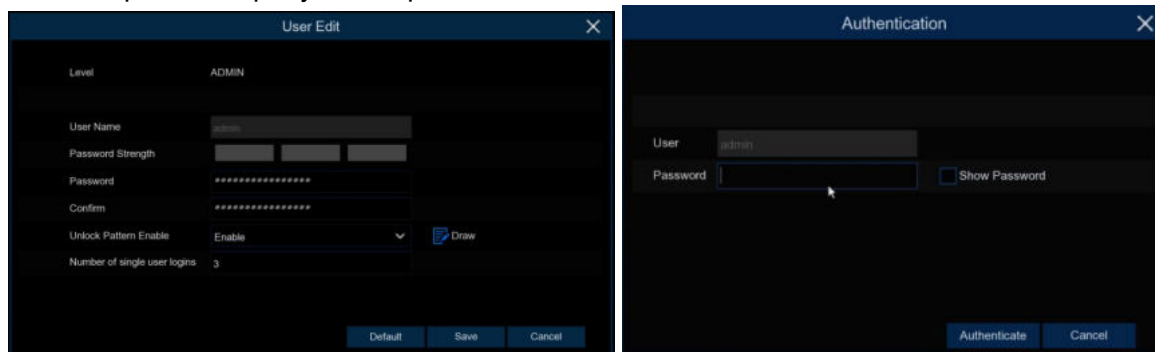 User Edit
Level ADMIN
User Name admin
Password Strength
Password ****************
Confirm ****************
Unlock Pattern Enable Enable Draw
Number of single user logins 3
Default Save Cancel
Authentication
User admin
Password Show Password
Authenticate Cancel